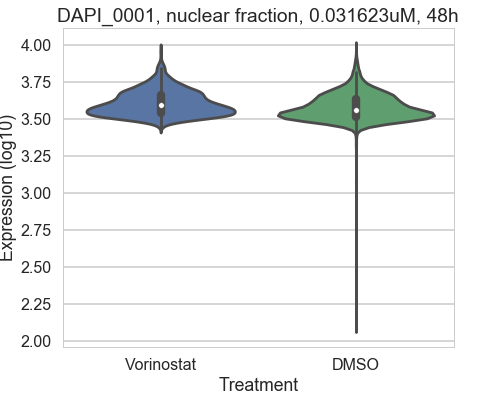 DAPI_0001, nuclear fraction, 0.031623uM, 48h
Expression (log10)
4.00
3.75
3.50
3.25
3.00
2.75
2.50
2.25
2.00
Vorinostat
DMSO
Treatment